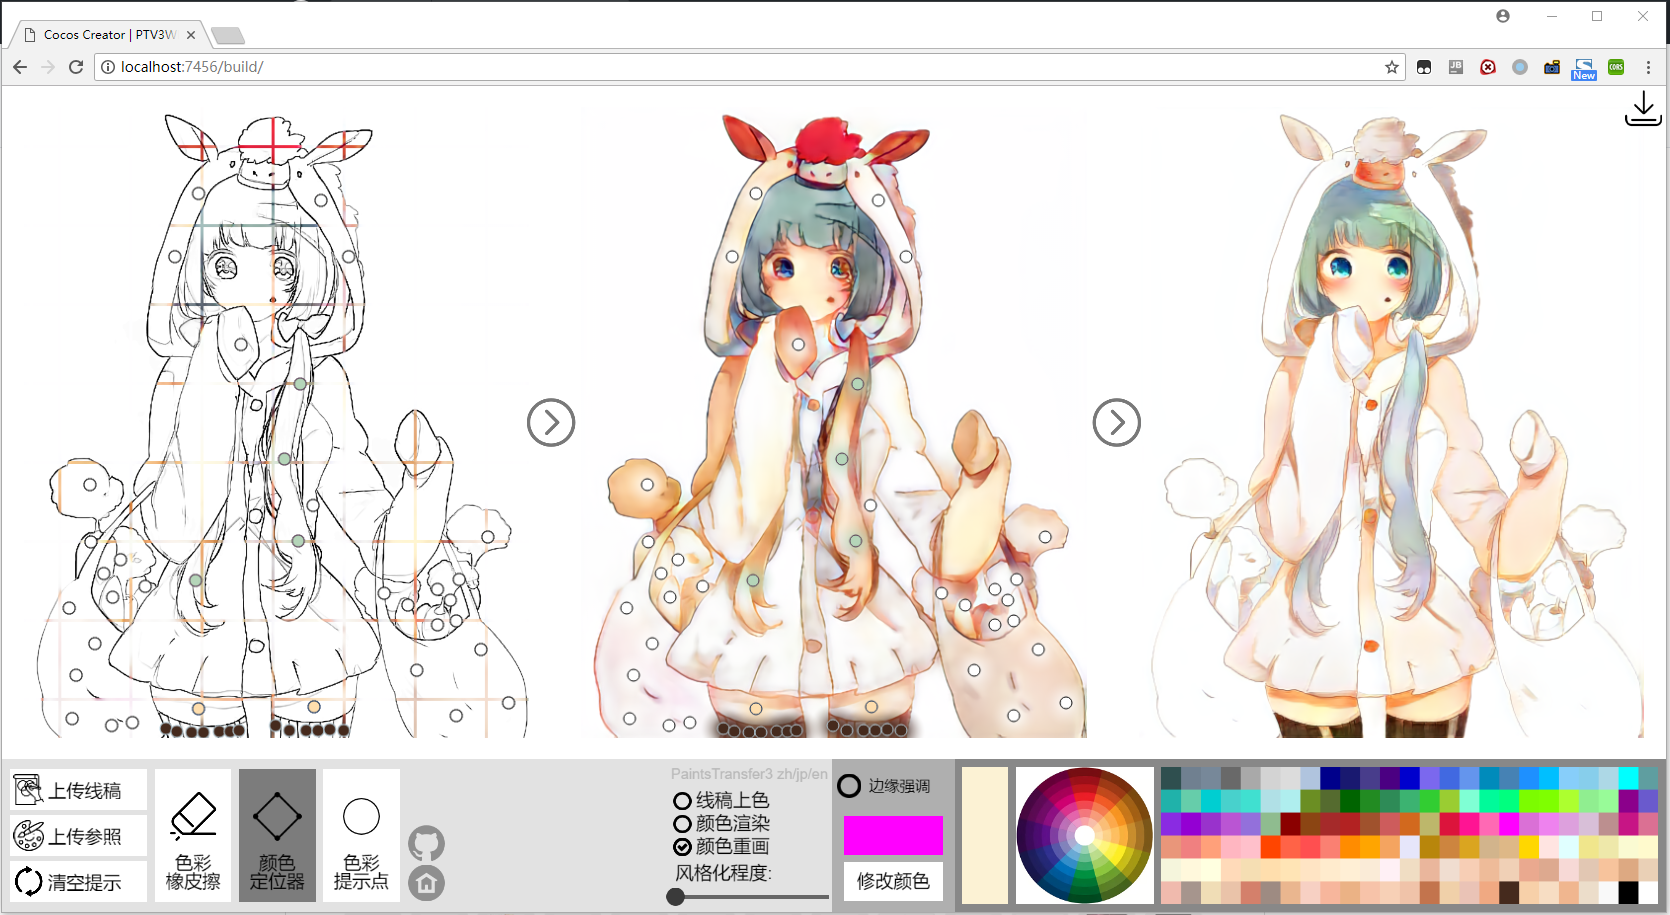 Cocos Creator | PTV3W
localhost:7456/build/
JB
New
CORS
上传线稿
上传参照
清空提示
色彩
橡皮擦
颜色
定位器
色彩
提示点
PaintsTransfer3 zh/jp/en
线稿上色
颜色渲染
颜色重画
风格化程度:
边缘强调
修改颜色